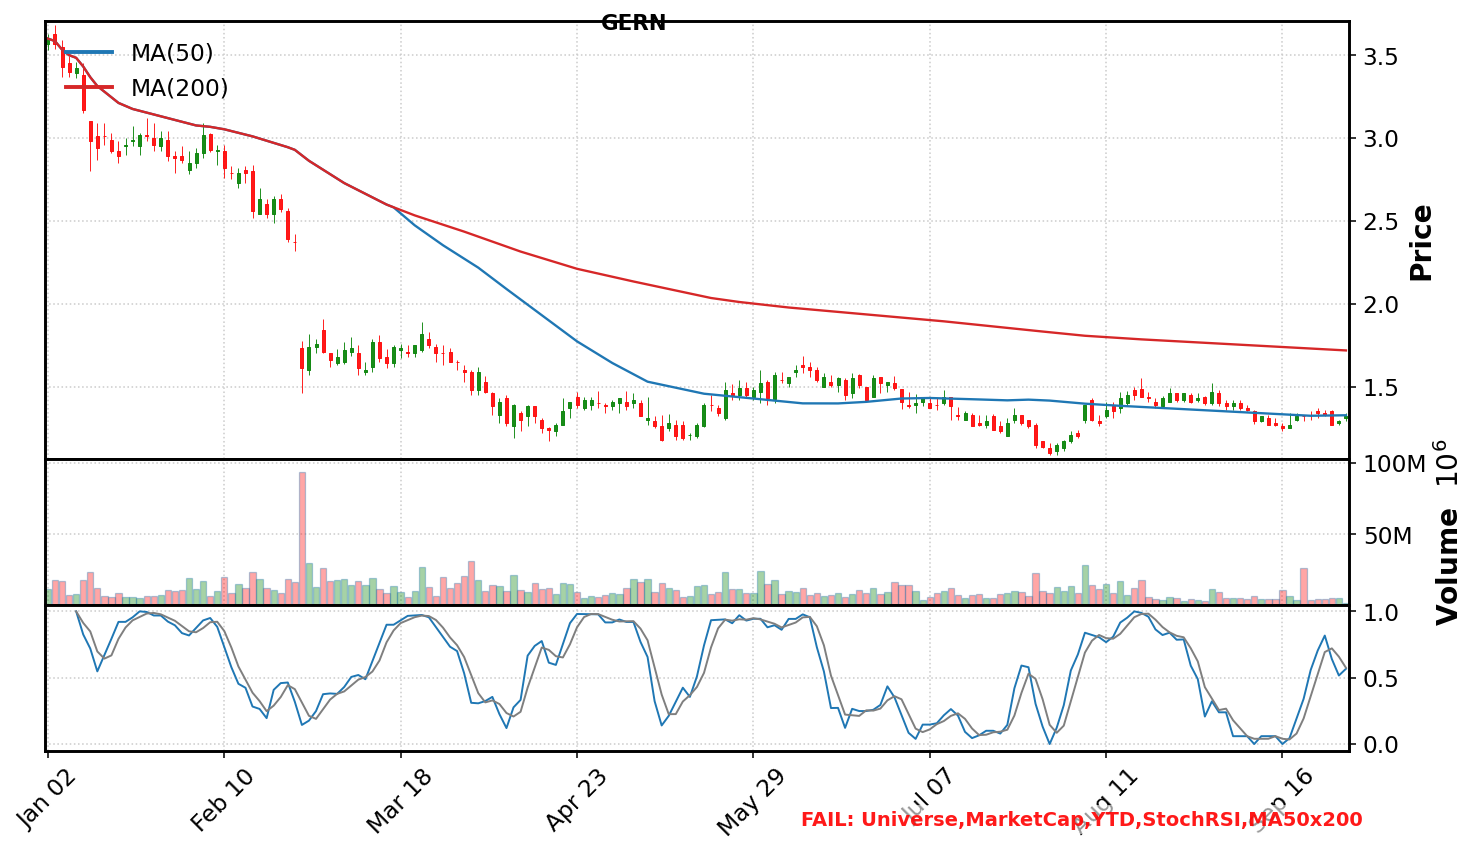 GERN
MA(50)
MA(200)
3.5
3.0
2.5
2.0
1.5
Price
100M
50M
Volume 10^6
1.0
0.5
0.0
Jan 02
Feb 10
Mar 18
Apr 23
May 29
Jul 07
Aug 11
Sep 16
FAIL: Universe,MarketCap,YTD,StochRSI,MA50x200